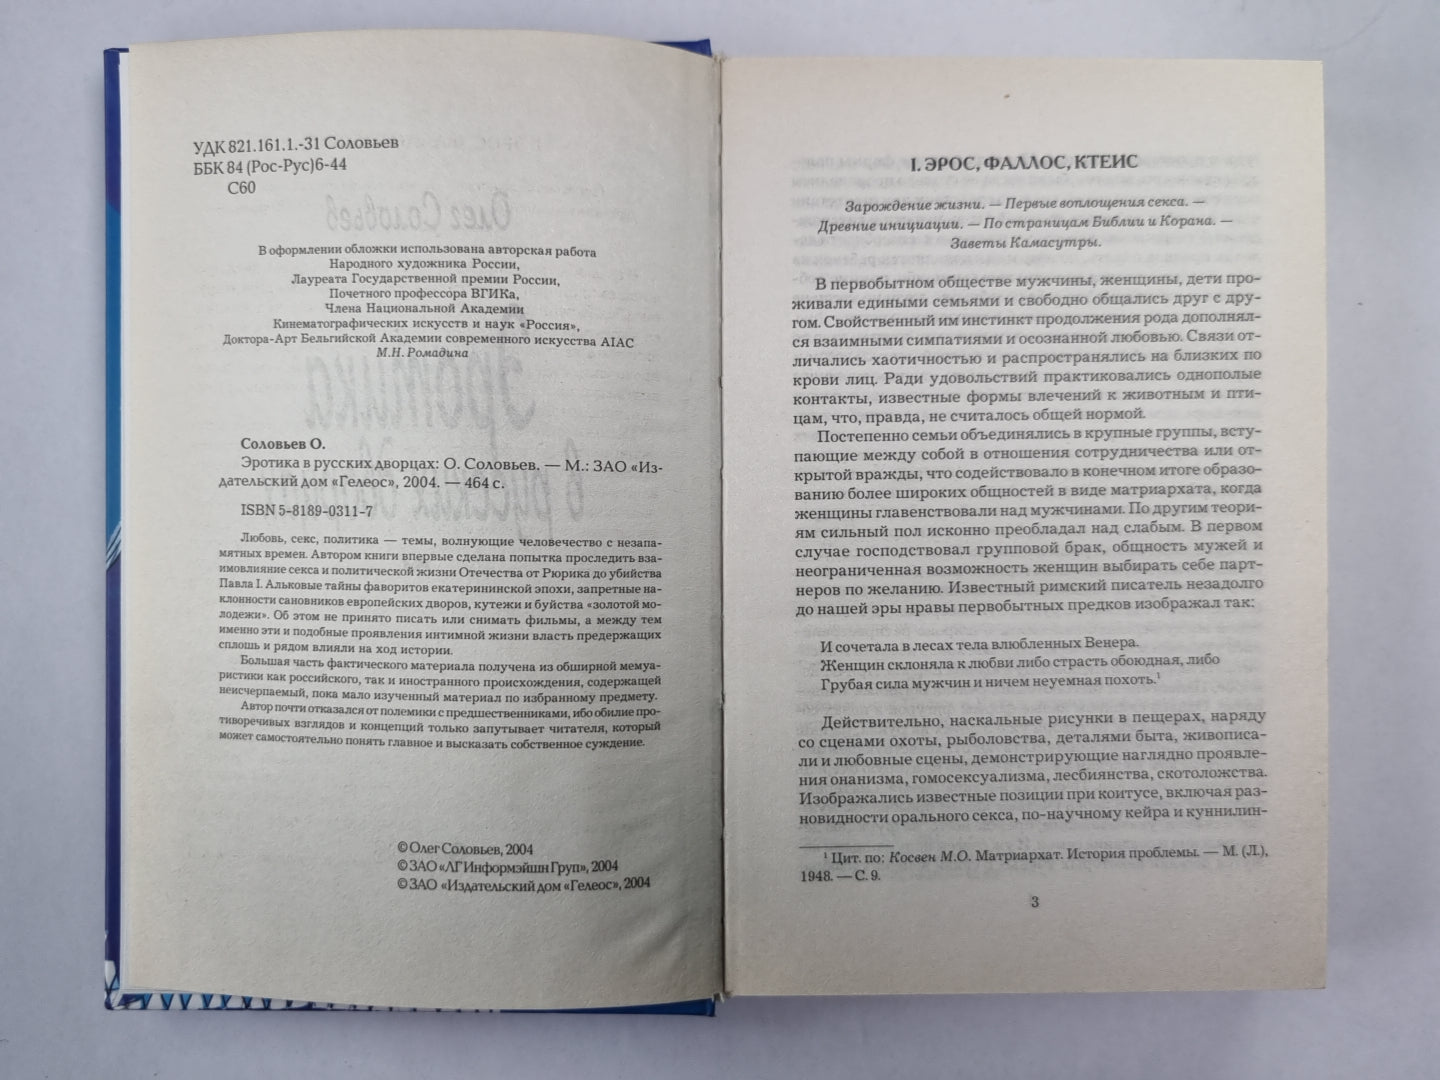 УДК 821.161.1.-31 Соловьев
ББК 84 (Рос-Рус)6-44
С60
В оформлении обложки использована авторская работа
Народного художника России,
Лауреата Государственной премии России,
Почетного профессора ВГИКа,
Члена Национальной Академии
Кинематографических искусств и наук «Россия»,
Доктора-Арт Бельгийской Академии современного искусства AIAC
М.Н. Ромадина
Соловьев О.
Эротика в русских дворцах: О. Соловьев. — М.: ЗАО «Из-
дательский дом «Гелеос», 2004. — 464 с.
ISBN 5-8189-0311-7
Любовь, секс, политика — темы, волнующие человечество с незапа-
мятных времен. Автором книги впервые сделана попытка проследить вза-
имовлияние секса и политической жизни Отечества от Рюрика до убийства
Павла I. Альковые тайны фаворитов екатерининской эпохи, запретные на-
клонности сановников европейских дворов, кутежи и буйства «золотой мо-
лодежи». Об этом не принято писать или снимать фильмы, а между тем
именно эти и подобные проявления интимной жизни власть предержащих
сплошь и рядом влияли на ход истории.
Большая часть фактического материала получена из обширной мемуа-
ристики как российского, так и иностранного происхождения, содержащей
неисчерпаемый, пока мало изученный материал по избранному предмету.
Автор почти отказался от полемики с предшественниками, ибо обилие про-
тиворечивых взглядов и концепций только запутывает читателя, который
может самостоятельно понять главное и высказать собственное суждение.
© Олег Соловьев, 2004
© ЗАО «ЛГ Информэйшн Груп», 2004
© ЗАО «Издательский дом «Гелеос», 2004
I. ЭРОС, ФАЛЛОС, КТЕИС
Зарождение жизни. — Первые воплощения секса. —
Древние инициации. — По страницам Библии и Корана. —
Заветы Камасутры.
В первобытном обществе мужчины, женщины, дети про-
живали едиными семьями и свободно общались друг с дру-
гом. Свойственный им инстинкт продолжения рода дополнял-
ся взаимными симпатиями и осознанной любовью. Связи от-
личались хаотичностью и распространялись на близких по
крови лиц. Ради удовольствий практиковались однополые
контакты, известные формы влечений к животным и пти-
цам, что, правда, не считалось общей нормой.
Постепенно семьи объединялись в крупные группы, всту-
пающие между собой в отношения сотрудничества или от-
крытой вражды, что содействовало в конечном итоге образо-
ванию более широких общностей в виде матриархата, когда
женщины главенствовали над мужчинами. По другим теори-
ям сильный пол исконно преобладал над слабым. В первом
случае господствовал групповой брак, общность мужей и
неограниченная возможность женщин выбирать себе парт-
неров по желанию. Известный римский писатель незадолго
до нашей эры нравы первобытных предков изображал так:
И сочетала в лесах тела влюбленных Венера.
Женщин склоняла к любви либо страсть обоюдная, либо
Грубая сила мужчин и ничем неуемная похоть.¹
Действительно, наскальные рисунки в пещерах, наряду
со сценами охоты, рыболовства, деталями быта, живописа-
ли и любовные сцены, демонстрирующие наглядно проявле-
ния онанизма, гомосексуализма, лесбиянства, скотоложства.
Изображались известные позиции при коитусе, включая раз-
новидности орального секса, по-научному кейра и куннилин-
¹ Цит. по: Косвен М.О. Матриархат. История проблемы. — М. (Л.),
1948. — С. 9.
3